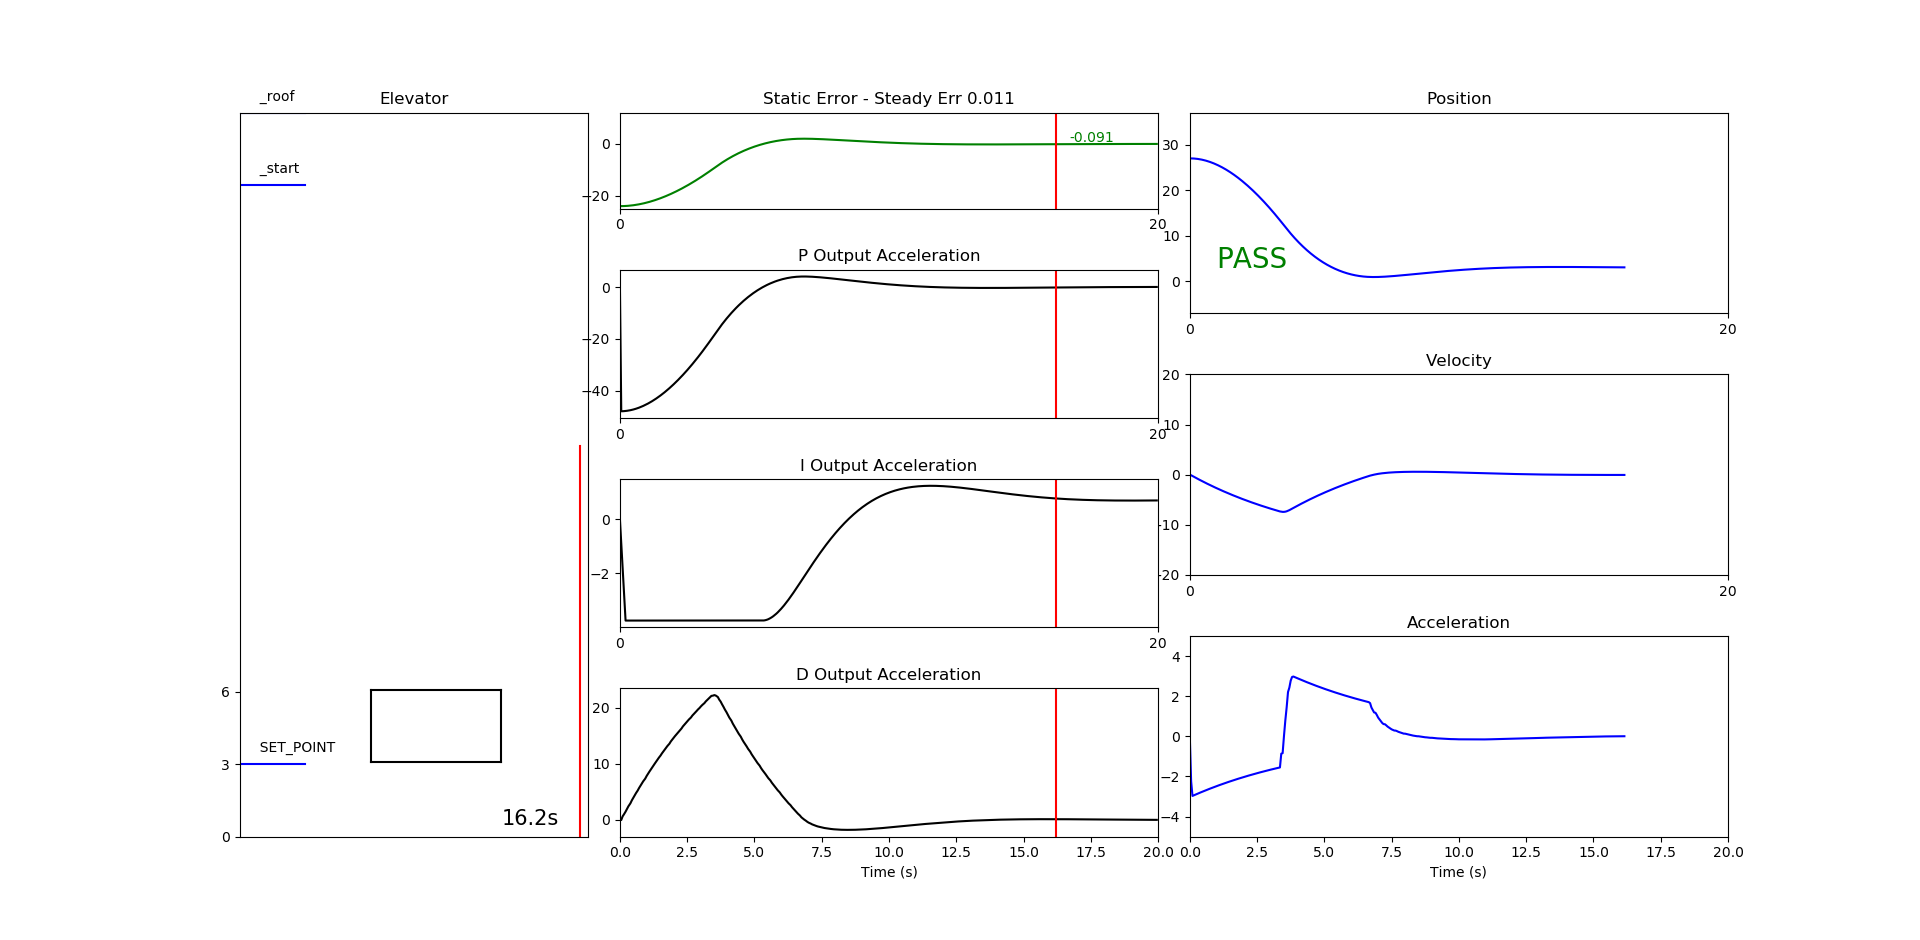 _roof
Elevator
_start
6
SET_POINT
3
16.2s
0
Static Error - Steady Err 0.011
-0.091
0
−20
0
20
P Output Acceleration
0
−20
−40
0
20
I Output Acceleration
0
−2
0
20
D Output Acceleration
20
10
0
0.0 2.5 5.0 7.5 10.0 12.5 15.0 17.5 20.0
Time (s)
Position
30
20
10
0
PASS
0
20
Velocity
20
10
0
−10
−20
0
20
Acceleration
4
2
0
−2
−4
0.0 2.5 5.0 7.5 10.0 12.5 15.0 17.5 20.0
Time (s)